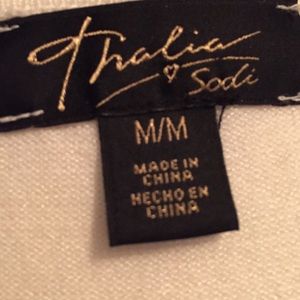 Thalia
Sodi
M/M
MADE IN
CHINA
HECHO EN
CHINA